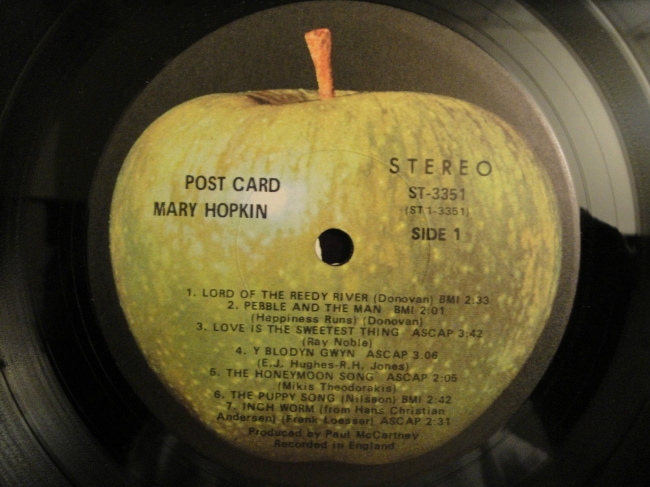 STEREO
POST CARD
ST-3351
MARY HOPKIN
(ST 1-3351)
SIDE 1
1. LORD OF THE REEDY RIVER (Donovan) BMI 2:33
2. PEBBLE AND THE MAN BMI 2:01
(Happiness Runs) (Donovan)
3. LOVE IS THE SWEETEST THING ASCAP 3:42
(Ray Noble)
4. Y BLODYN GWYN ASCAP 3:06
(E.J. Hughes-R.H. Jones)
5. THE HONEYMOON SONG ASCAP 2:05
(Mikis Theodorakis)
6. THE PUPPY SONG (Nilsson) BMI 2:42
7. INCH WORM (from Hans Christian
Andersen) (Frank Loesser) ASCAP 2:31
Produced by Paul McCartney
Recorded in England